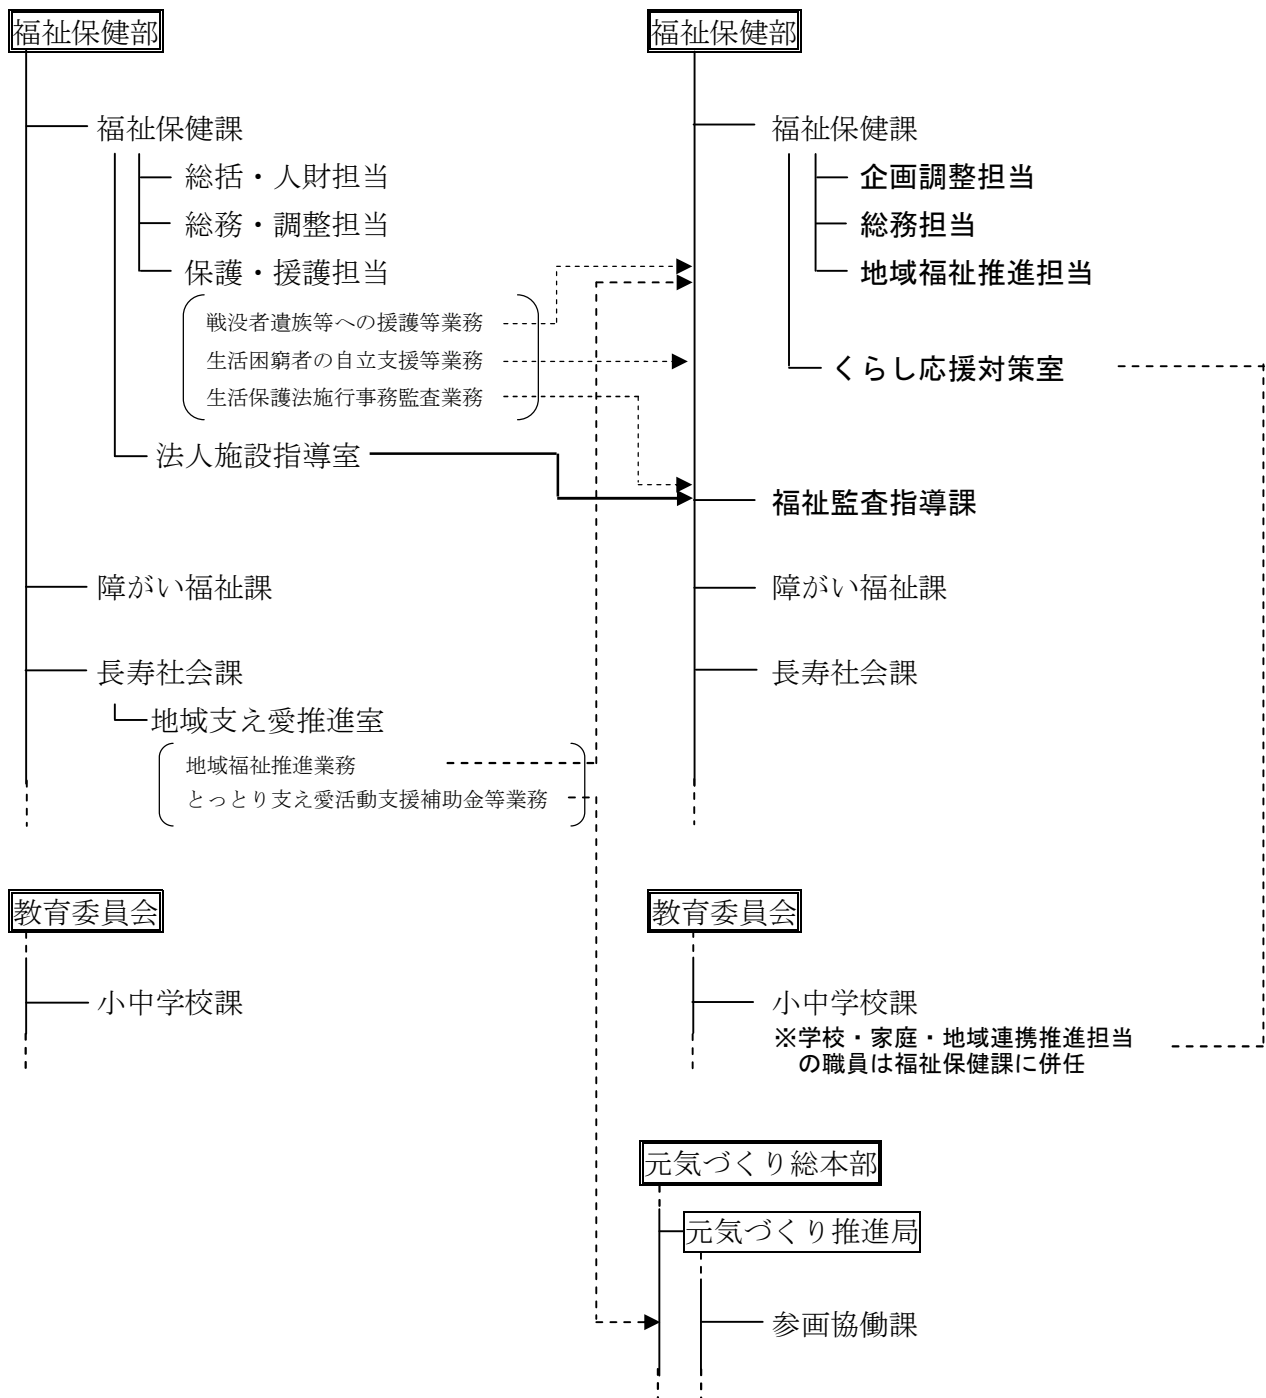 福祉保健部
福祉保健課
総括・人財担当
総務・調整担当
保護・援護担当
戦没者遺族等への援護等業務
生活困窮者の自立支援等業務
生活保護法施行事務監査業務
法人施設指導室
障がい福祉課
長寿社会課
地域支え愛推進室
地域福祉推進業務
とっとり支え愛活動支援補助金等業務
教育委員会
小中学校課
福祉保健部
福祉保健課
企画調整担当
総務担当
地域福祉推進担当
くらし応援対策室
福祉監査指導課
障がい福祉課
長寿社会課
教育委員会
小中学校課
※学校・家庭・地域連携推進担当
の職員は福祉保健課に併任
元気づくり総本部
元気づくり推進局
参画協働課